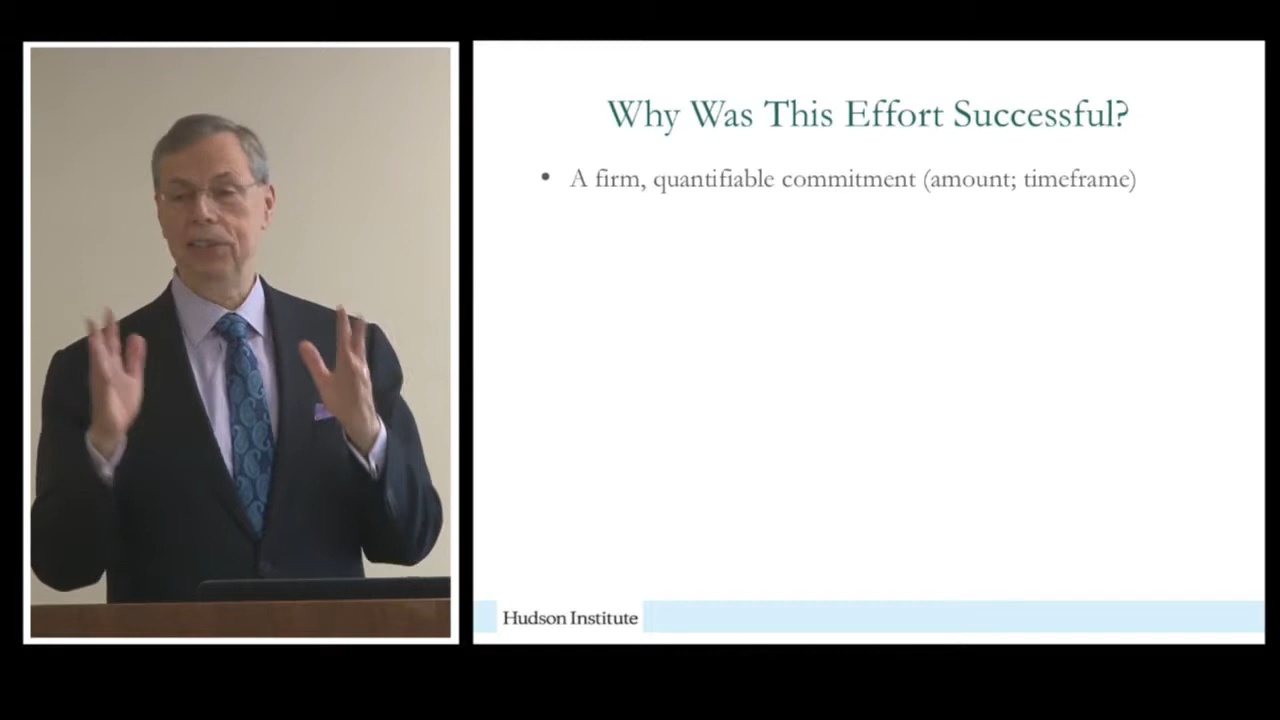 Why Was This Effort Successful?
• A firm, quantifiable commitment (amount; timeframe)
Hudson Institute